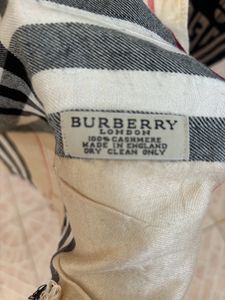 BURBERRY
LONDON
100% CASHMERE
MADE IN ENGLAND
DRY CLEAN ONLY